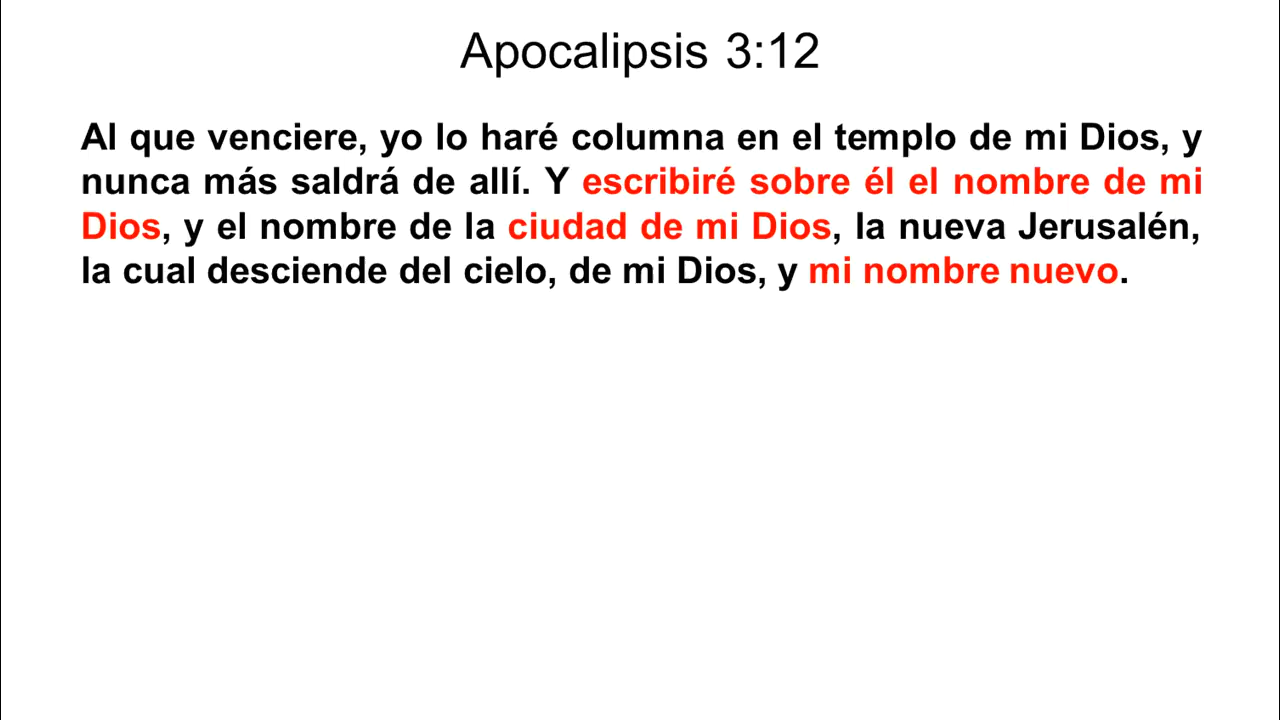 Apocalipsis 3:12
Al que venciere, yo lo haré columna en el templo de mi Dios, y
nunca más saldrá de allí. Y escribiré sobre él el nombre de mi
Dios, y el nombre de la ciudad de mi Dios, la nueva Jerusalén,
la cual desciende del cielo, de mi Dios, y mi nombre nuevo.